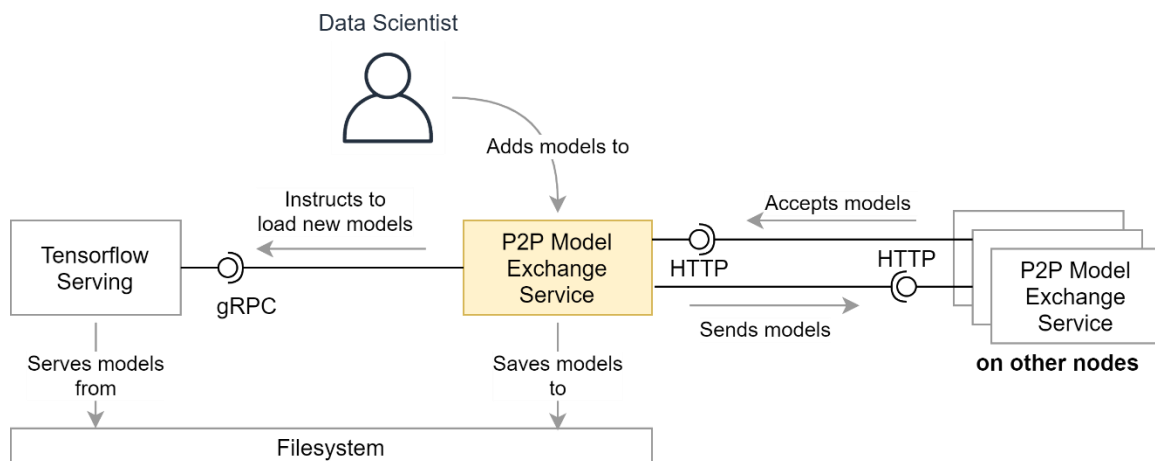 Data Scientist
Adds models to
Instructs to
load new models
Accepts models
Tensorflow
Serving
gRPC
P2P Model
Exchange
Service
HTTP
HTTP
P2P Model
Exchange
Service
Sends models
on other nodes
Serves models
from
Saves models
to
Filesystem